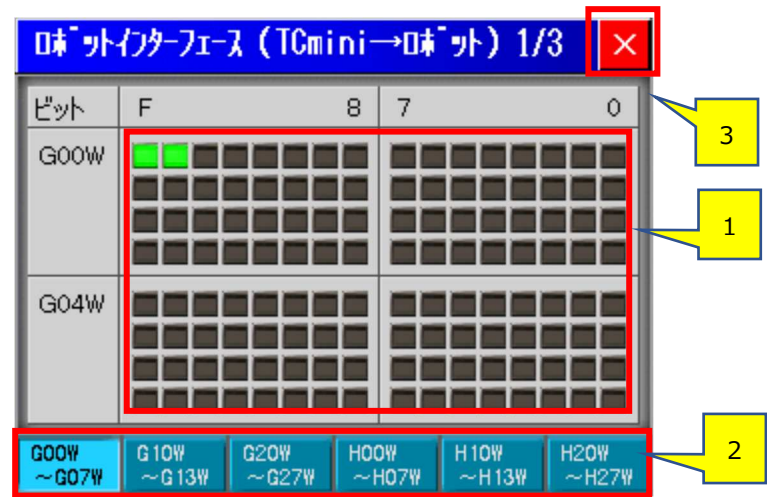 ﾛﾎﾞｯﾄｲﾝﾀｰﾌｪｰｽ (TCmini→ﾛﾎﾞｯﾄ) 1/3 ×
ビット F 8 7 0
3
G00W
1
G04W
2
G00W G10W G20W H00W H10W H20W
～G07W ～G13W ～G27W ～H07W ～H13W ～H27W